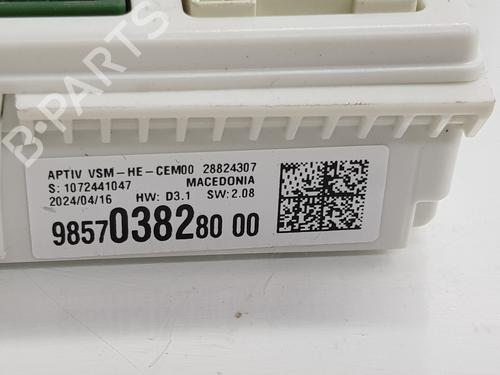 B-PARTS
APTIV VSM-HE-CEM00 28824307
S: 1072441047 MACEDONIA
2024/04/16 HW: D3.1 SW: 2.08
9857038280 00